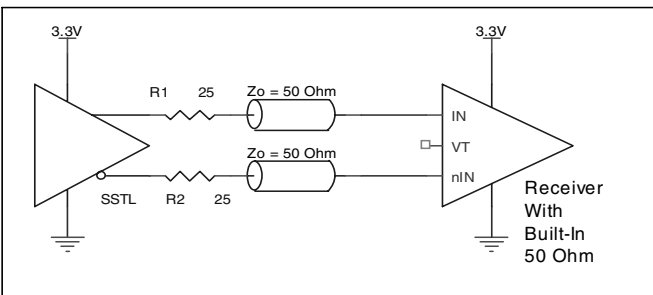 3.3V
3.3V
R1 25
Zo = 50 Ohm
IN
VT
Zo = 50 Ohm
nIN
SSTL
R2 25
Receiver
With
Built-In
50 Ohm